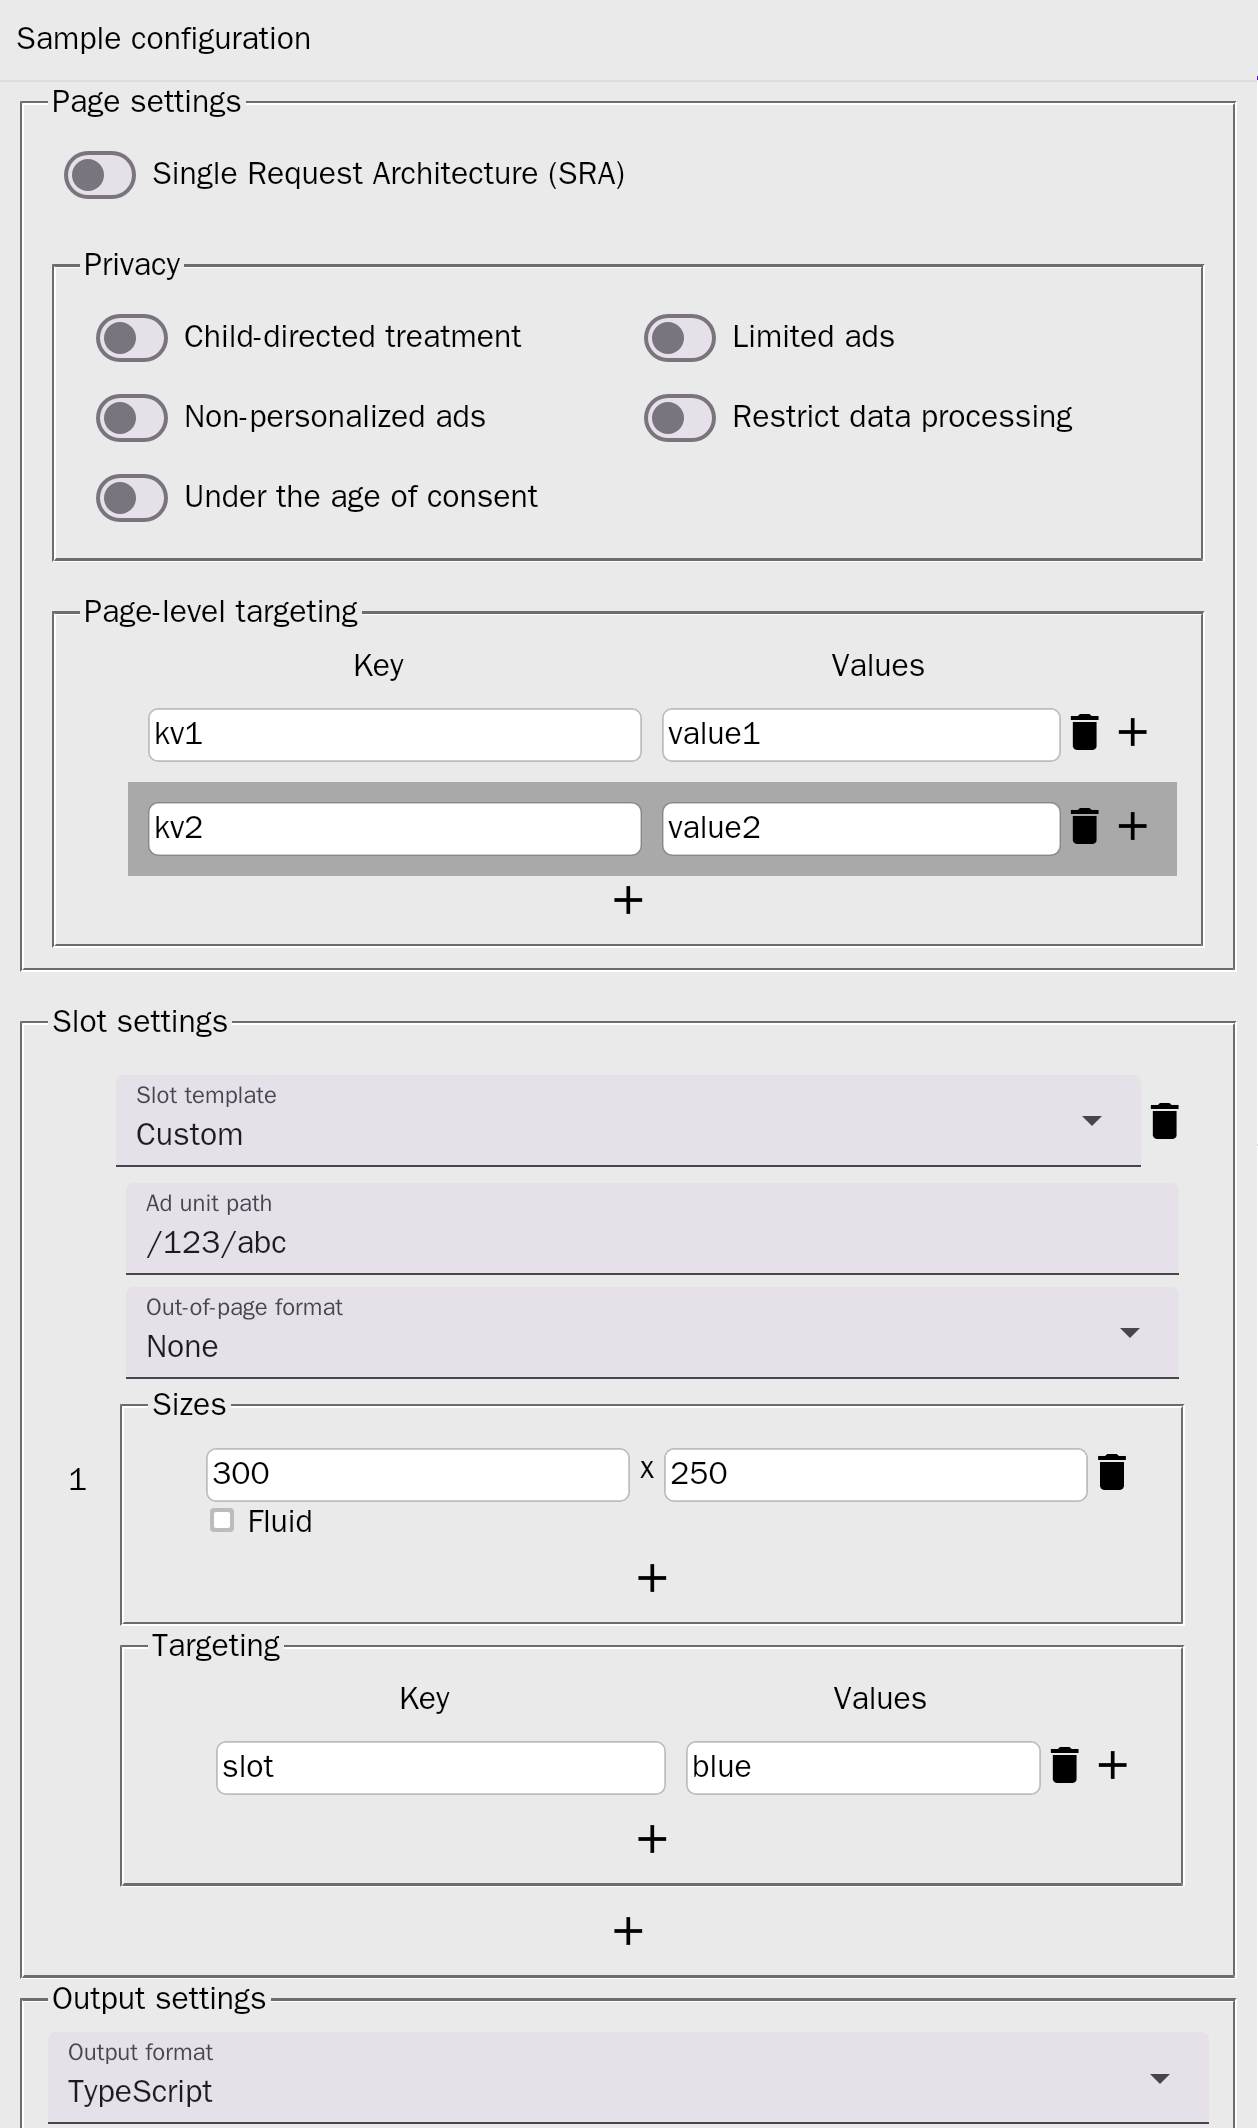 Sample configuration
Page settings
Single Request Architecture (SRA)
Privacy
Child-directed treatment
Limited ads
Non-personalized ads
Restrict data processing
Under the age of consent
Page-level targeting
Key Values
kv1 value1
kv2 value2
Slot settings
Slot template
Custom
Ad unit path
/123/abc
Out-of-page format
None
Sizes
1
300 x 250
Fluid
Targeting
Key Values
slot blue
Output settings
Output format
TypeScript